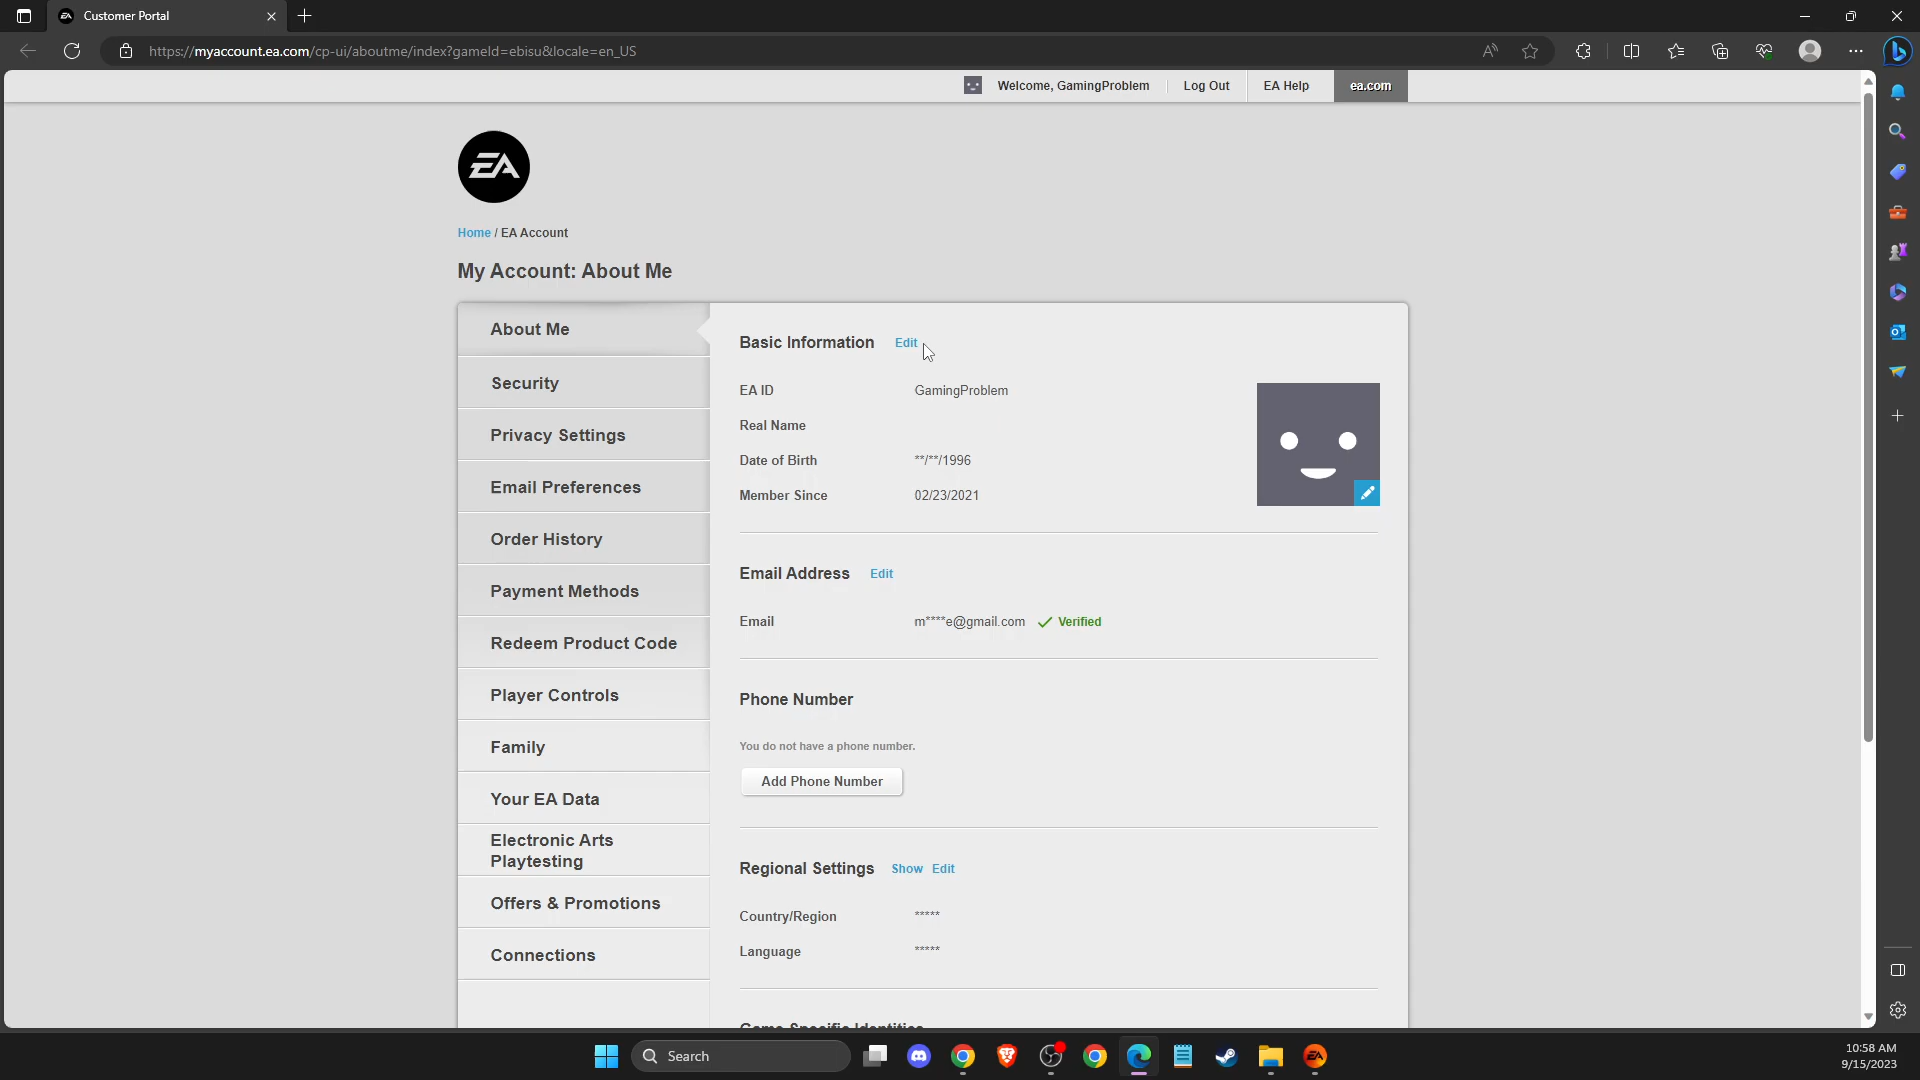 Customer Portal
https://myaccount.ea.com/cp-ui/aboutme/index?gameId=ebisu&locale=en_US
Welcome, GamingProblem
Log Out
EA Help
ea.com
EA
Home / EA Account
My Account: About Me
About Me
Security
Privacy Settings
Email Preferences
Order History
Payment Methods
Redeem Product Code
Player Controls
Family
Your EA Data
Electronic Arts
Playtesting
Offers & Promotions
Connections
Basic Information Edit
EA ID GamingProblem
Real Name
Date of Birth **/**/1996
Member Since 02/23/2021
Email Address Edit
Email m****e@gmail.com Verified
Phone Number
You do not have a phone number.
Add Phone Number
Regional Settings Show Edit
Country/Region *****
Language *****
Game Specific Identities
Search
10:58 AM
9/15/2023